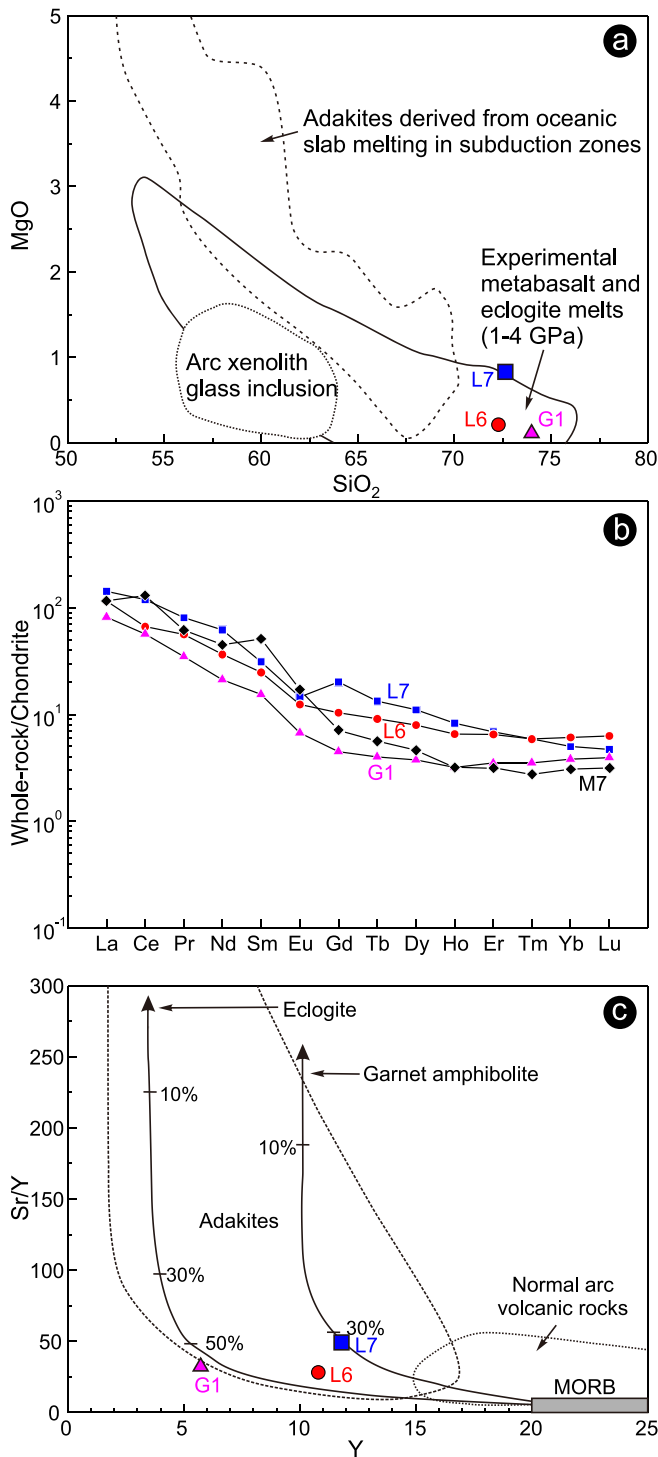 a
5
4
3
2
1
0
MgO
Adakites derived from oceanic
slab melting in subduction zones
Experimental
metabasalt and
eclogite melts
(1-4 GPa)
Arc xenolith
glass inclusion
L7
L6
G1
50
55
60
65
70
75
80
SiO₂
b
10³
10²
10¹
10⁰
10⁻¹
Whole-rock/Chondrite
L7
L6
G1
M7
La
Ce
Pr
Nd
Sm
Eu
Gd
Tb
Dy
Ho
Er
Tm
Yb
Lu
c
300
250
200
150
100
50
0
Sr/Y
Eclogite
Garnet amphibolite
10%
10%
Adakites
30%
30%
50%
L7
L6
G1
Normal arc
volcanic rocks
MORB
0
5
10
15
20
25
Y